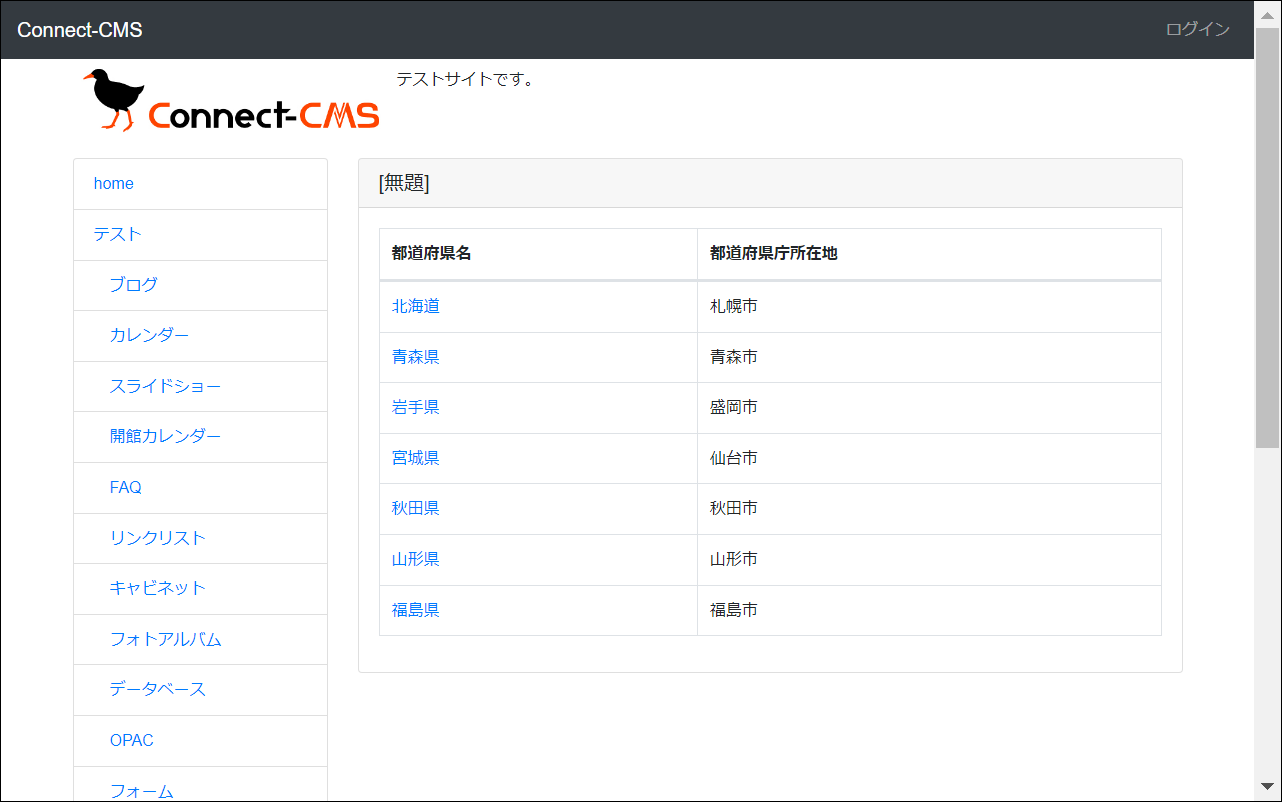 Connect-CMS
ログイン
Connect-CMS
テストサイトです。
home
テスト
ブログ
カレンダー
スライドショー
開館カレンダー
FAQ
リンクリスト
キャビネット
フォトアルバム
データベース
OPAC
フォーム
[無題]
都道府県名 都道府県庁所在地
北海道 札幌市
青森県 青森市
岩手県 盛岡市
宮城県 仙台市
秋田県 秋田市
山形県 山形市
福島県 福島市